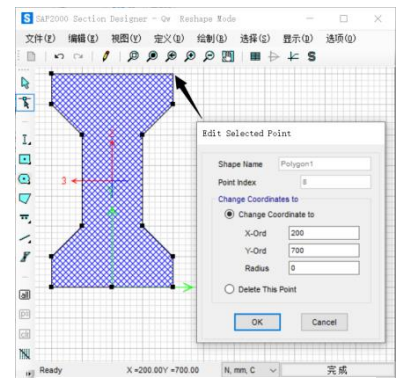 SAP2000 Section Designer - Qw Reshape Mode
文件(F) 编辑(E) 视图(V) 定义(D) 绘制(R) 选择(S) 显示(D) 选项(O)
Edit Selected Point
Shape Name Polygon1
Point Index 8
Change Coordinates to
Change Coordinate to
X-Ord 200
Y-Ord 700
Radius 0
Delete This Point
OK Cancel
3
all
ps
clr
Ready X =200.00Y =700.00 N, mm, C 完成